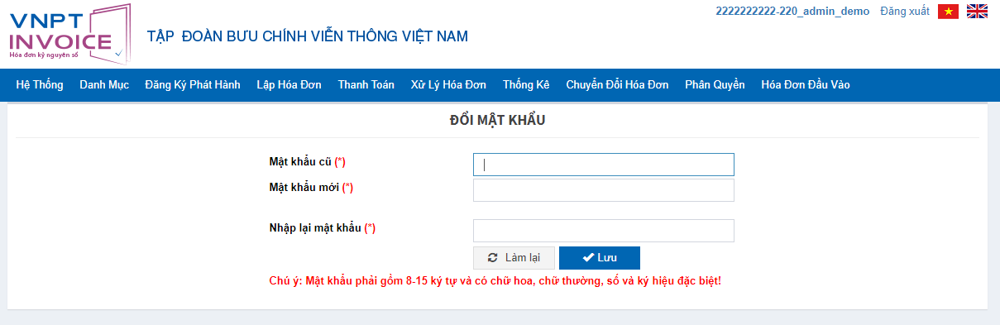 VNPT
INVOICE
Hóa đơn kỷ nguyên số
TẬP ĐOÀN BƯU CHÍNH VIỄN THÔNG VIỆT NAM
2222222222-220_admin_demo Đăng xuất
Hệ Thống Danh Mục Đăng Ký Phát Hành Lập Hóa Đơn Thanh Toán Xử Lý Hóa Đơn Thống Kê Chuyển Đổi Hóa Đơn Phân Quyền Hóa Đơn Đầu Vào
ĐỔI MẬT KHẨU
Mật khẩu cũ (*)
Mật khẩu mới (*)
Nhập lại mật khẩu (*)
Làm lại Lưu
Chú ý: Mật khẩu phải gồm 8-15 ký tự và có chữ hoa, chữ thường, số và ký hiệu đặc biệt!